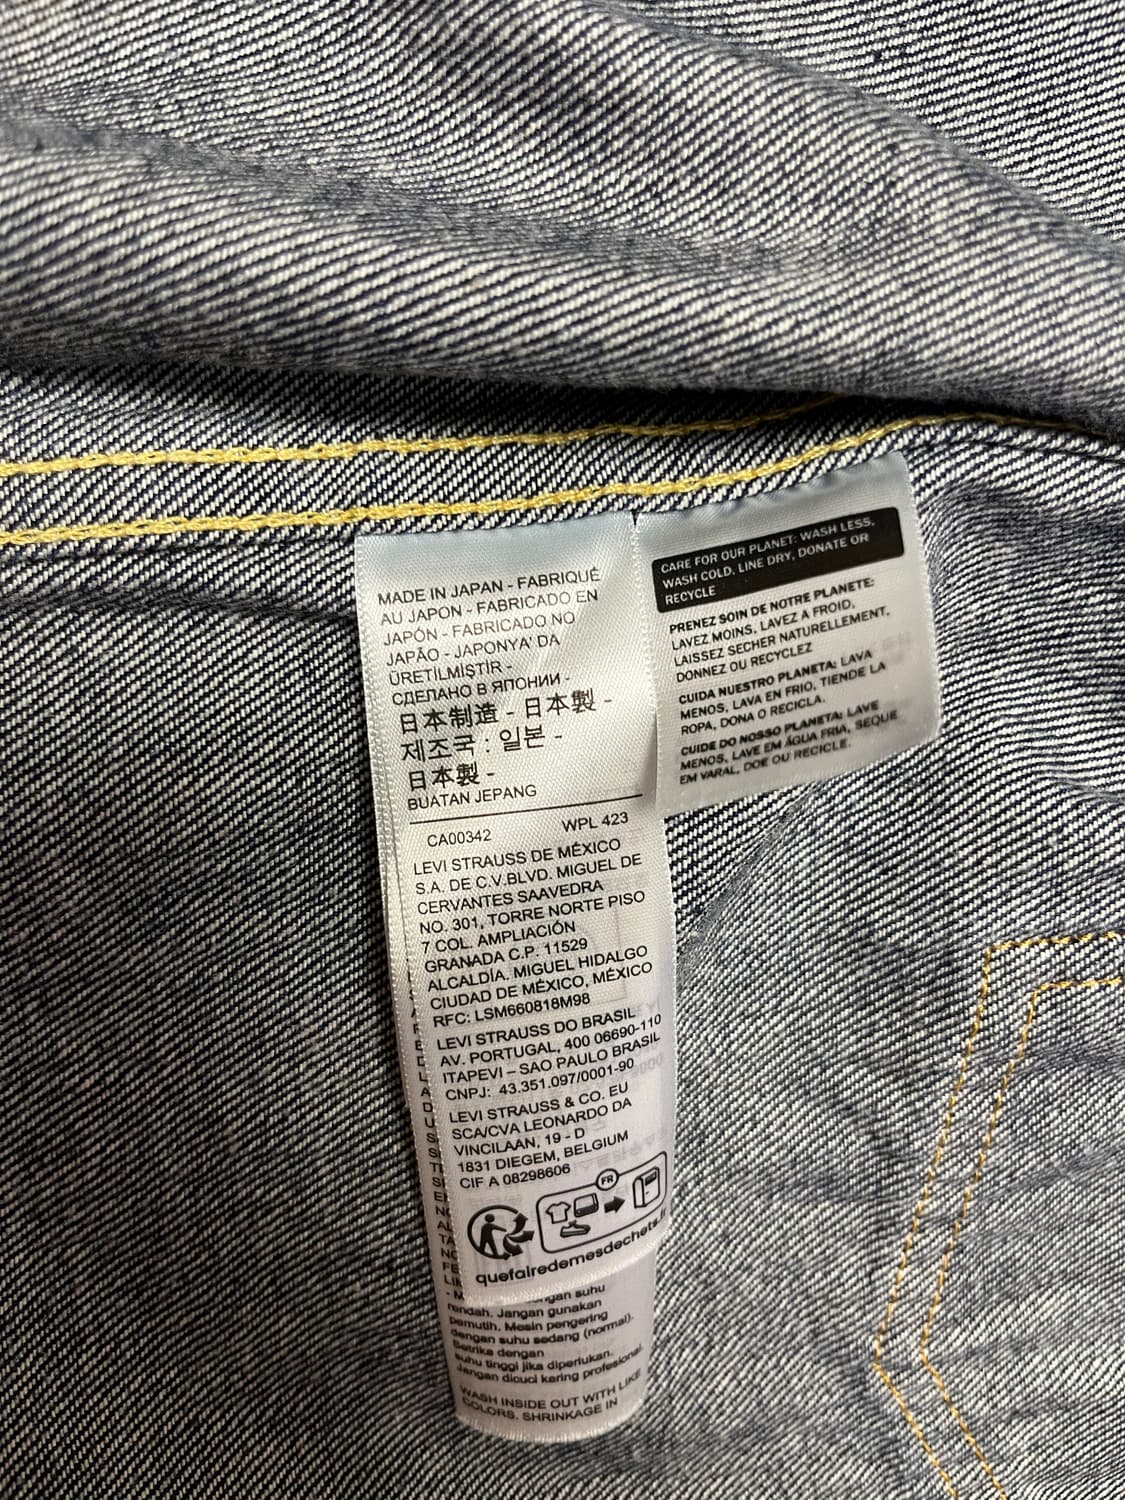 MADE IN JAPAN - FABRIQUÉ
AU JAPON - FABRICADO EN
JAPÓN - FABRICADO NO
JAPÃO - JAPONYA' DA
ÜRETİLMİŞTİR -
СДЕЛАНО В ЯПОНИИ -
日本制造 - 日本製 -
제조국 : 일본 -
日本製 -
BUATAN JEPANG
CA00342 WPL 423
LEVI STRAUSS DE MÉXICO
S.A. DE C.V.BLVD. MIGUEL DE
CERVANTES SAAVEDRA
NO. 301, TORRE NORTE PISO
7 COL. AMPLIACIÓN
GRANADA C.P. 11529
ALCALDÍA. MIGUEL HIDALGO
CIUDAD DE MÉXICO, MÉXICO
RFC: LSM660818M98
LEVI STRAUSS DO BRASIL
AV. PORTUGAL, 400 06690-110
ITAPEVI – SAO PAULO BRASIL
CNPJ: 43.351.097/0001-90
LEVI STRAUSS & CO. EU
SCA/CVA LEONARDO DA
VINCILAAN, 19 - D
1831 DIEGEM, BELGIUM
CIF A 08298606
FR
quefairedemesdechets.fr
suhu
rendah. Jangan gunakan
pemutih. Mesin pengering
dengan suhu sedang (normal).
Setrika dengan
suhu tinggi jika diperlukan.
Jangan dicuci kering profesional.
WASH INSIDE OUT WITH LIKE
COLORS. SHRINKAGE IN
CARE FOR OUR PLANET: WASH LESS,
WASH COLD, LINE DRY, DONATE OR
RECYCLE
PRENEZ SOIN DE NOTRE PLANETE:
LAVEZ MOINS, LAVEZ A FROID,
LAISSEZ SECHER NATURELLEMENT,
DONNEZ OU RECYCLEZ
CUIDA NUESTRO PLANETA: LAVA
MENOS, LAVA EN FRIO, TIENDE LA
ROPA, DONA O RECICLA.
CUIDE DO NOSSO PLANETA: LAVE
MENOS, LAVE EM ÁGUA FRIA, SEQUE
EM VARAL, DOE OU RECICLE.